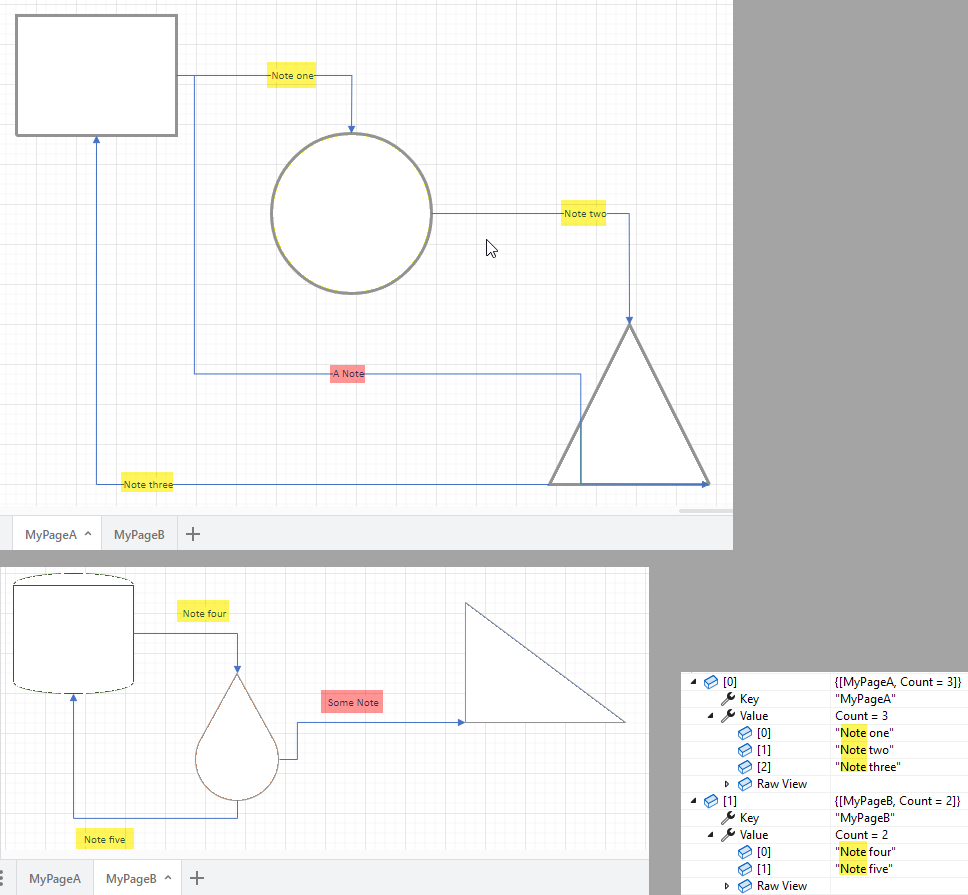 Note one
Note two
A Note
Note three
MyPageA
MyPageB
Note four
Some Note
Note five
MyPageA
MyPageB
[0] {[MyPageA, Count = 3]}
Key "MyPageA"
Value Count = 3
[0] "Note one"
[1] "Note two"
[2] "Note three"
Raw View
[1] {[MyPageB, Count = 2]}
Key "MyPageB"
Value Count = 2
[0] "Note four"
[1] "Note five"
Raw View